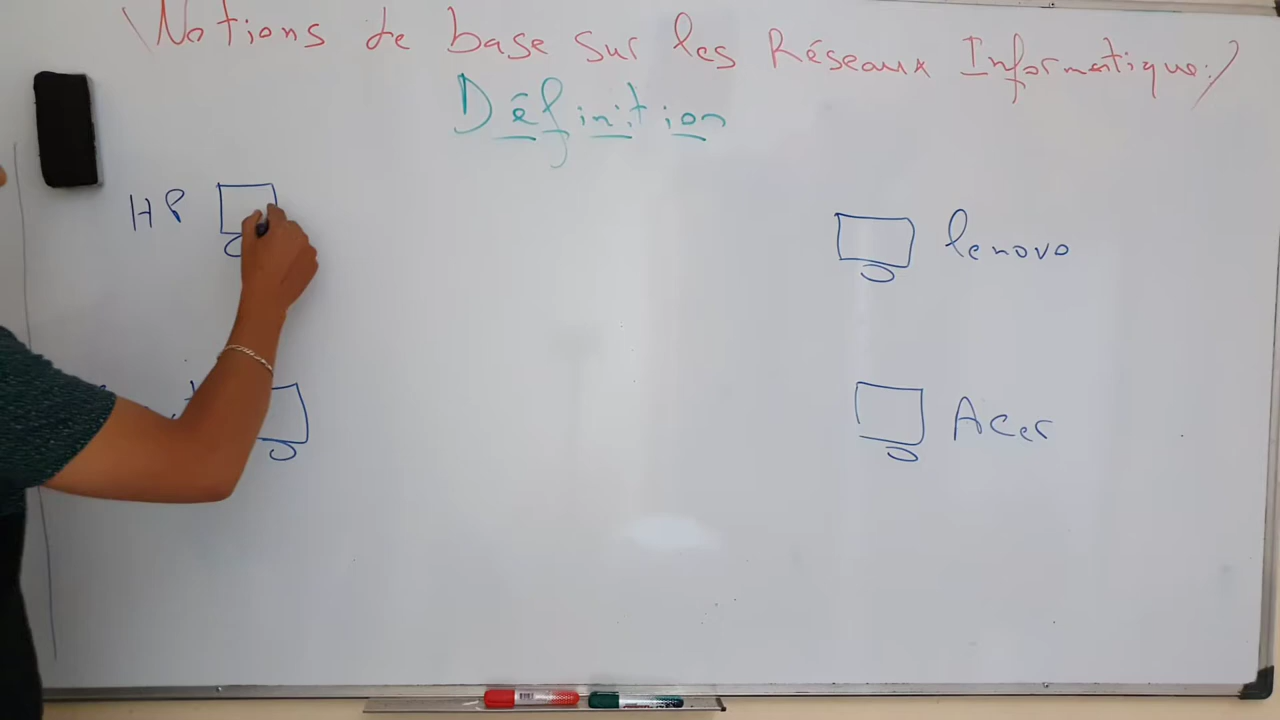 Notions de base sur les Réseaux Informatique:/
Définition
HP
lenovo
Acer